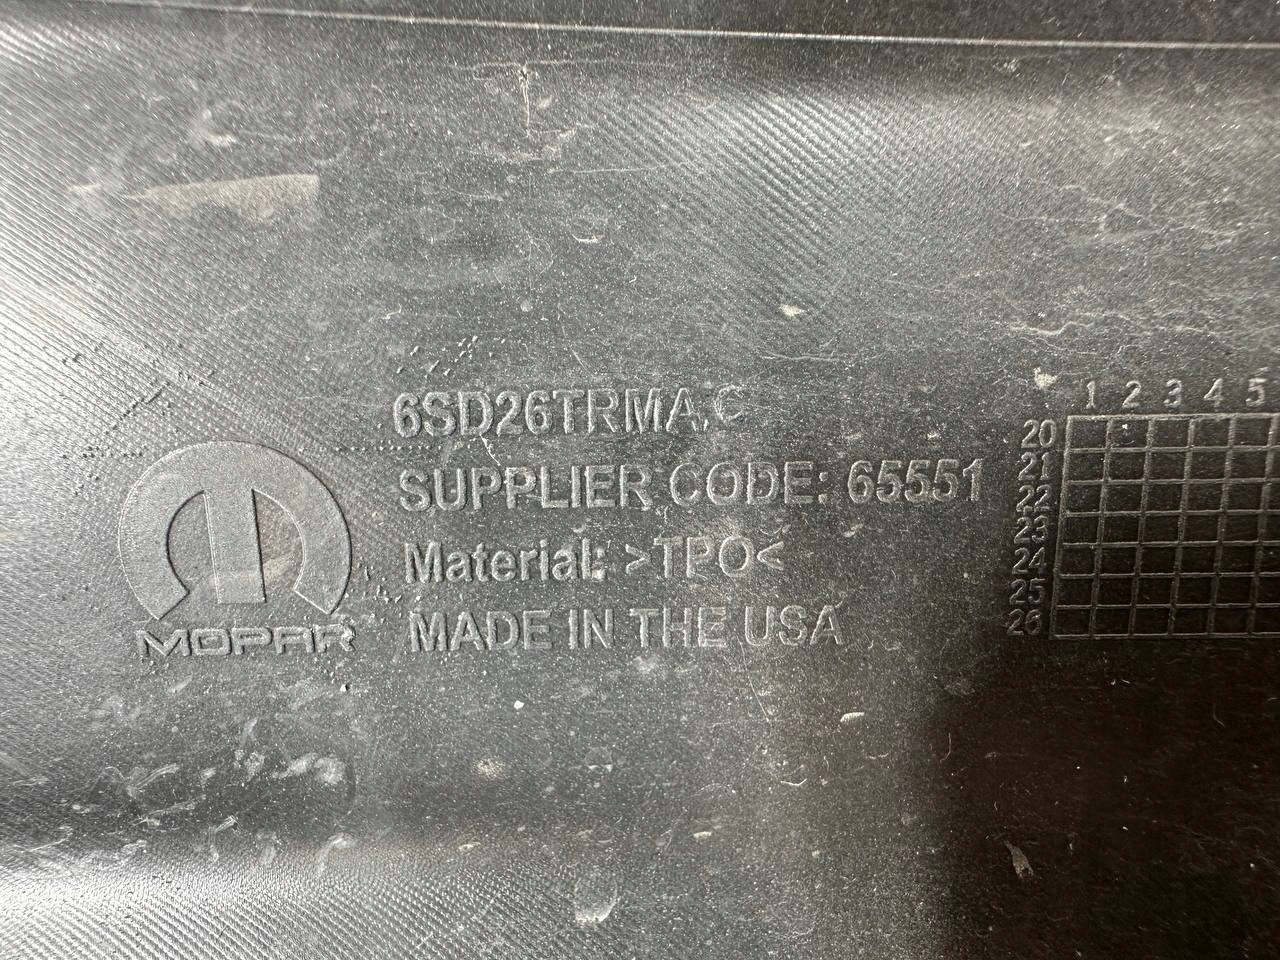 6SD26TRMA,C
SUPPLIER CODE: 65551
Material: >TPO<
MADE IN THE USA
MOPAR
1 2 3 4 5
20
21
22
23
24
25
26